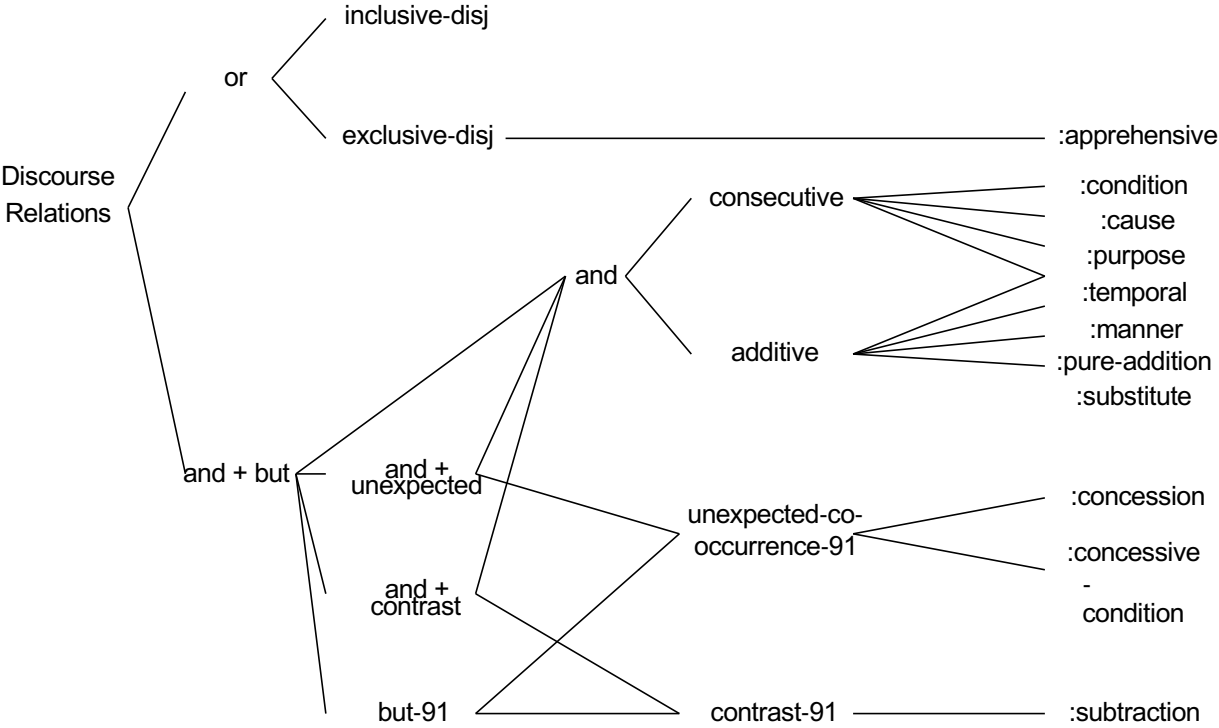 inclusive-disj
or
exclusive-disj
:apprehensive
Discourse
Relations
consecutive
:condition
:cause
:purpose
and
:temporal
:manner
additive
:pure-addition
:substitute
and + but
and +
unexpected
:concession
unexpected-co-
occurrence-91
:concessive
-
condition
and +
contrast
but-91
contrast-91
:subtraction